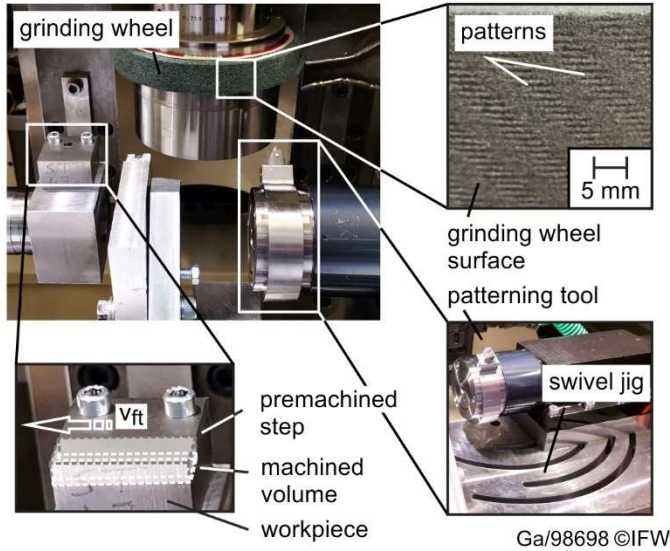 grinding wheel
patterns
5 mm
grinding wheel
surface
patterning tool
swivel jig
vft
premachined
step
machined
volume
workpiece
Ga/98698 ©IFW